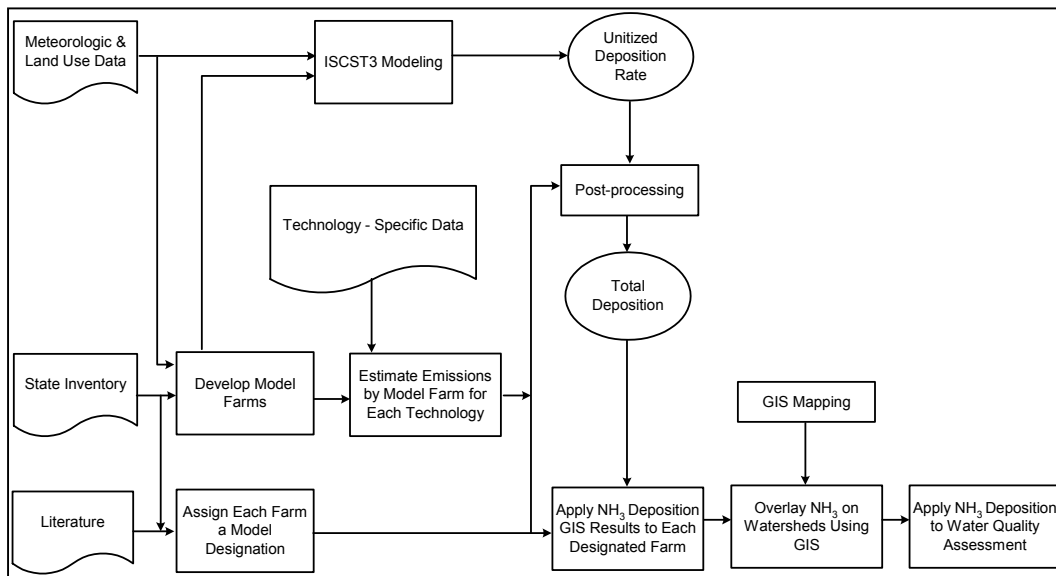 Meteorologic &
Land Use Data
ISCST3 Modeling
Unitized
Deposition
Rate
Post-processing
Technology - Specific Data
Total
Deposition
State Inventory
Develop Model
Farms
Estimate Emissions
by Model Farm for
Each Technology
GIS Mapping
Literature
Assign Each Farm
a Model
Designation
Apply NH3 Deposition
GIS Results to Each
Designated Farm
Overlay NH3 on
Watersheds Using
GIS
Apply NH3 Deposition
to Water Quality
Assessment